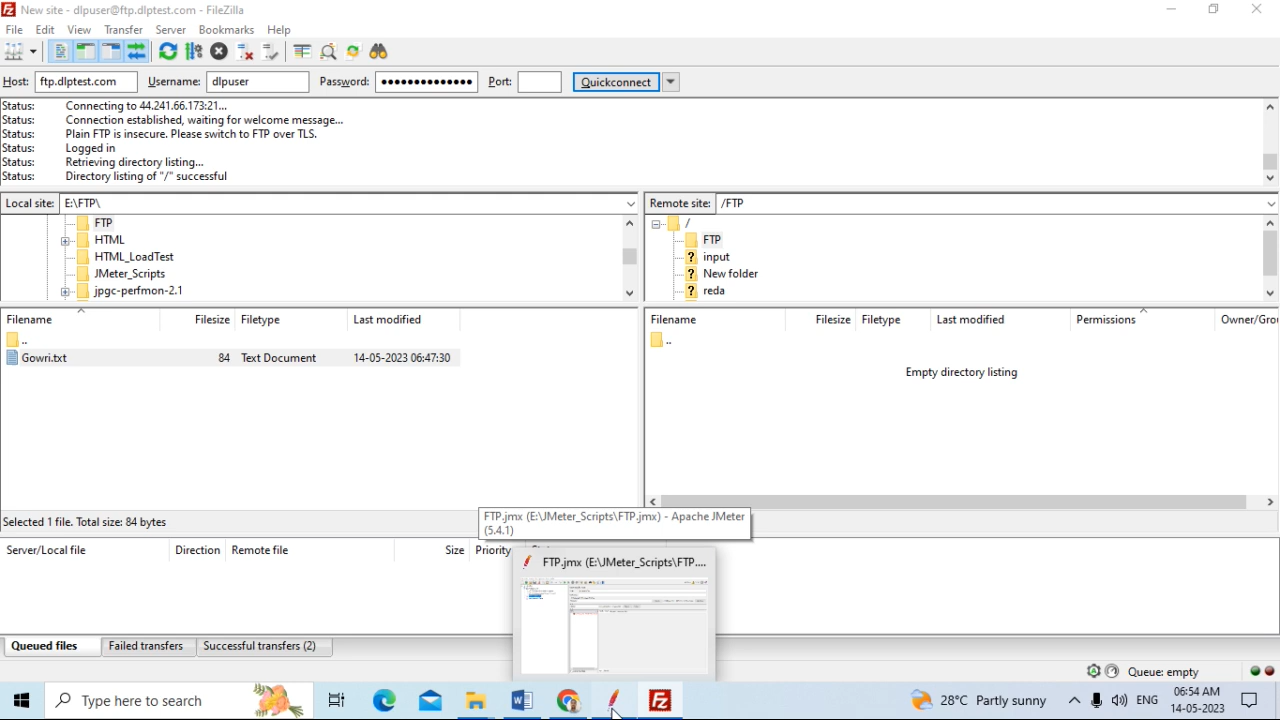 New site - dlpuser@ftp.dlptest.com - FileZilla
File Edit View Transfer Server Bookmarks Help
Host: ftp.dlptest.com Username: dlpuser Password: ●●●●●●●●●●●●●● Port: Quickconnect
Status: Connecting to 44.241.66.173:21...
Status: Connection established, waiting for welcome message...
Status: Plain FTP is insecure. Please switch to FTP over TLS.
Status: Logged in
Status: Retrieving directory listing...
Status: Directory listing of "/" successful
Local site: E:\FTP\ Remote site: /FTP
FTP /
HTML FTP
HTML_LoadTest input
JMeter_Scripts New folder
jpgc-perfmon-2.1 reda
Filename Filesize Filetype Last modified Filename Filesize Filetype Last modified Permissions Owner/Gro
.. ..
Gowri.txt 84 Text Document 14-05-2023 06:47:30
Empty directory listing
Selected 1 file. Total size: 84 bytes
FTP.jmx (E:\JMeter_Scripts\FTP.jmx) - Apache JMeter
(5.4.1)
Server/Local file Direction Remote file Size Priority
FTP.jmx (E:\JMeter_Scripts\FTP....
Queued files Failed transfers Successful transfers (2)
Queue: empty
Type here to search 28°C Partly sunny ENG 06:54 AM
14-05-2023